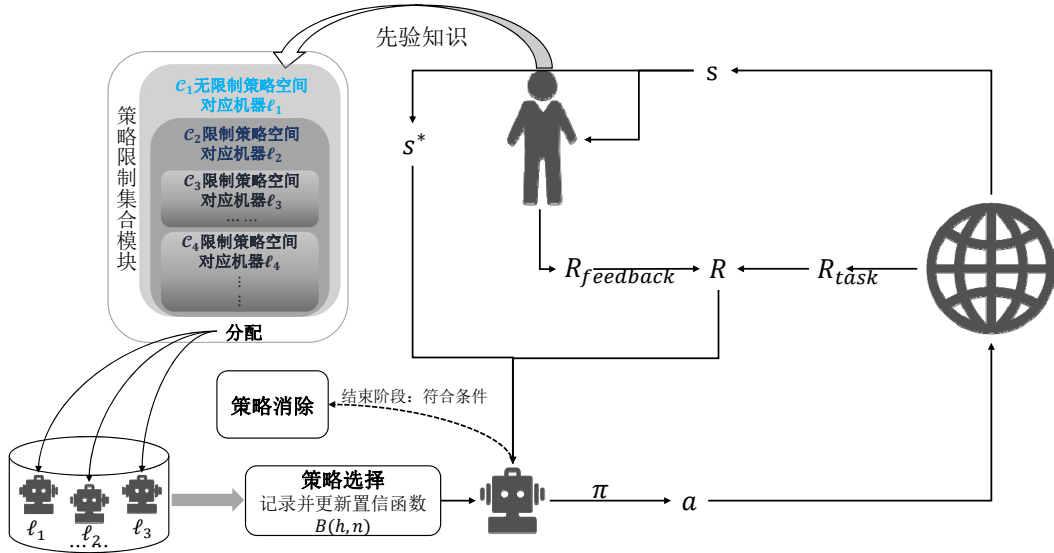 先验知识
策略限制集合模块
𝒞₁无限制策略空间
对应机器ℓ₁
𝒞₂限制策略空间
对应机器ℓ₂
𝒞₃限制策略空间
对应机器ℓ₃
… …
𝒞₄限制策略空间
对应机器ℓ₄
⋮ ⋮
分配
s
s*
R_feedback
R
R_task
策略消除
结束阶段：符合条件
策略选择
记录并更新置信函数
B(h,n)
π
a
ℓ₁
ℓ₂
ℓ₃
… …